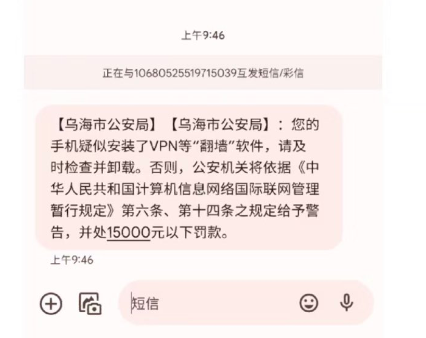 上午9:46
正在与10680525519715039互发短信/彩信
【乌海市公安局】【乌海市公安局】：您的
手机疑似安装了VPN等“翻墙”软件，请及
时检查并卸载。否则，公安机关将依据《中
华人民共和国计算机信息网络国际联网管理
暂行规定》第六条、第十四条之规定给予警
告，并处15000元以下罚款。
上午9:46
短信